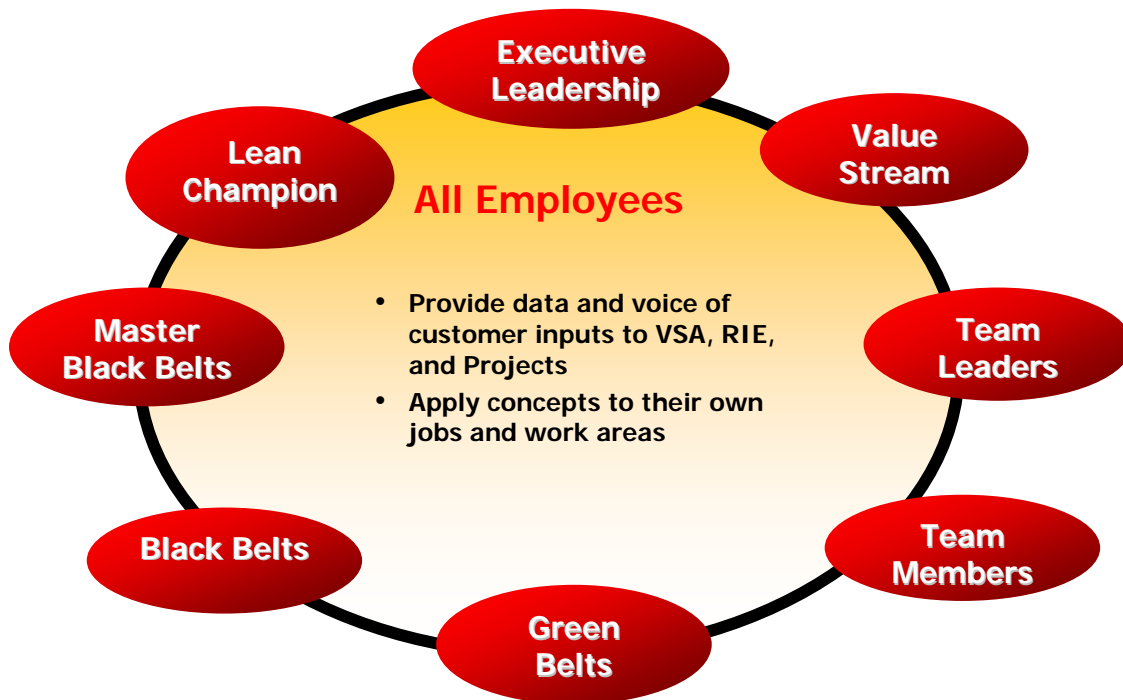 Executive
Leadership
Value
Stream
Lean
Champion
All Employees
• Provide data and voice of
customer inputs to VSA, RIE,
and Projects
• Apply concepts to their own
jobs and work areas
Master
Black Belts
Team
Leaders
Black Belts
Team
Members
Green
Belts